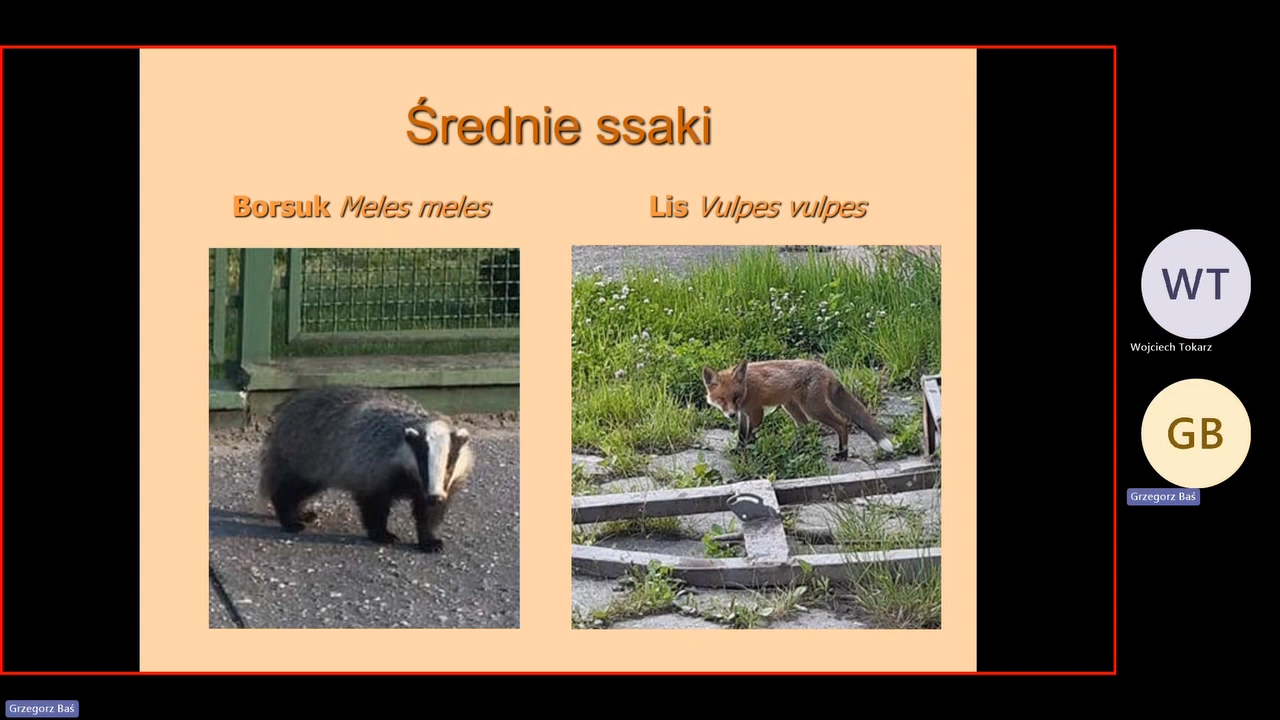 Średnie ssaki
Borsuk Meles meles
Lis Vulpes vulpes
WT
Wojciech Tokarz
GB
Grzegorz Baś
Grzegorz Baś